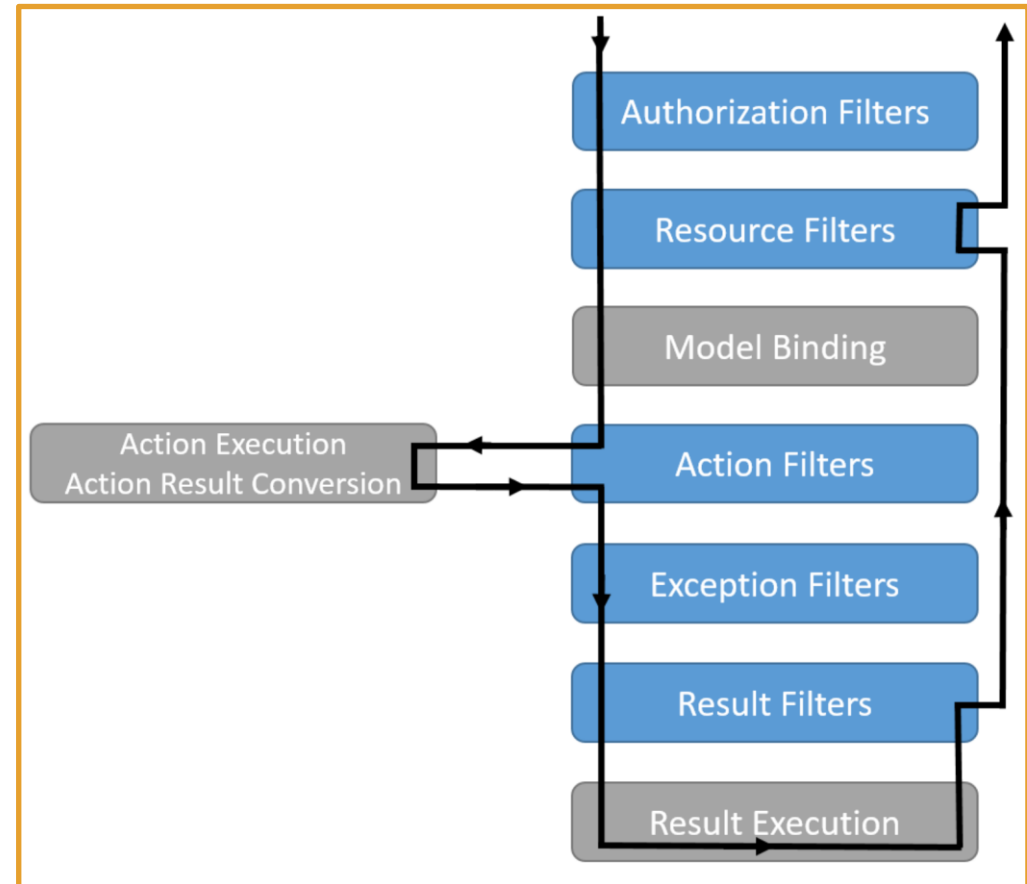 Authorization Filters
Resource Filters
Model Binding
Action Execution
Action Result Conversion
Action Filters
Exception Filters
Result Filters
Result Execution